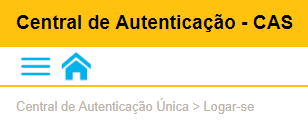 Central de Autenticação - CAS
Central de Autenticação Única > Logar-se